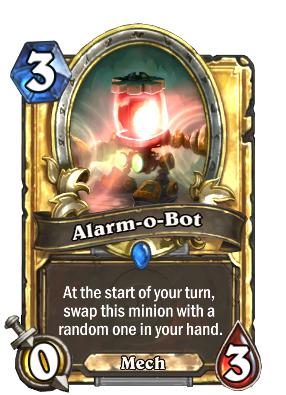 3
Alarm-o-Bot
At the start of your turn,
swap this minion with a
random one in your hand.
0
Mech
3